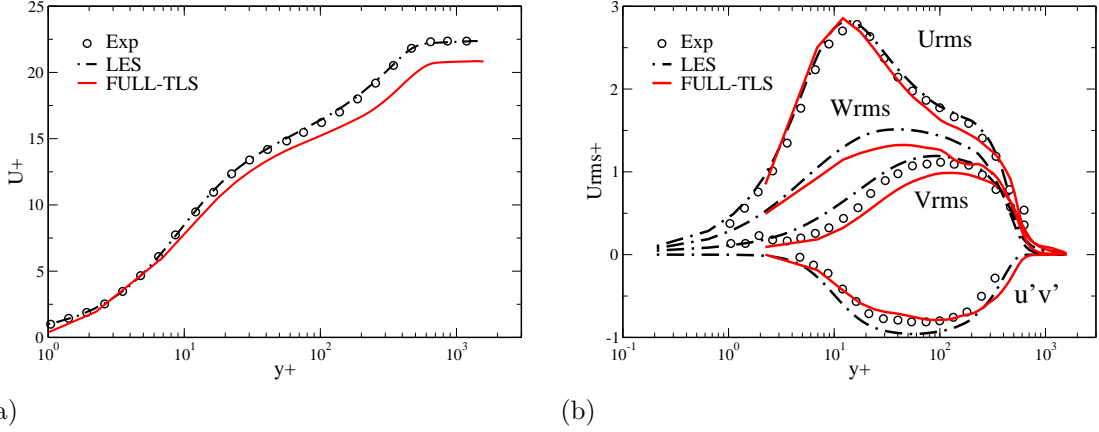 Exp
LES
FULL-TLS
U+
25
20
15
10
5
0
10^0
10^1
10^2
10^3
y+
a)
Exp
LES
FULL-TLS
Urms
Wrms
Vrms
u'v'
Urms+
3
2
1
0
-1
10^-1
10^0
10^1
10^2
10^3
y+
(b)